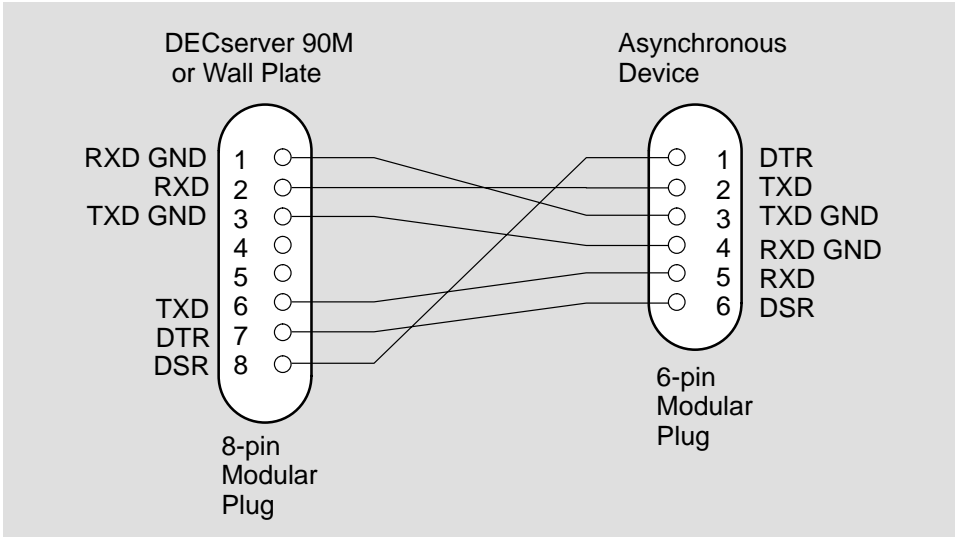 DECserver 90M
or Wall Plate
Asynchronous
Device
RXD GND 1
RXD 2
TXD GND 3
4
5
TXD 6
DTR 7
DSR 8
1 DTR
2 TXD
3 TXD GND
4 RXD GND
5 RXD
6 DSR
8-pin
Modular
Plug
6-pin
Modular
Plug